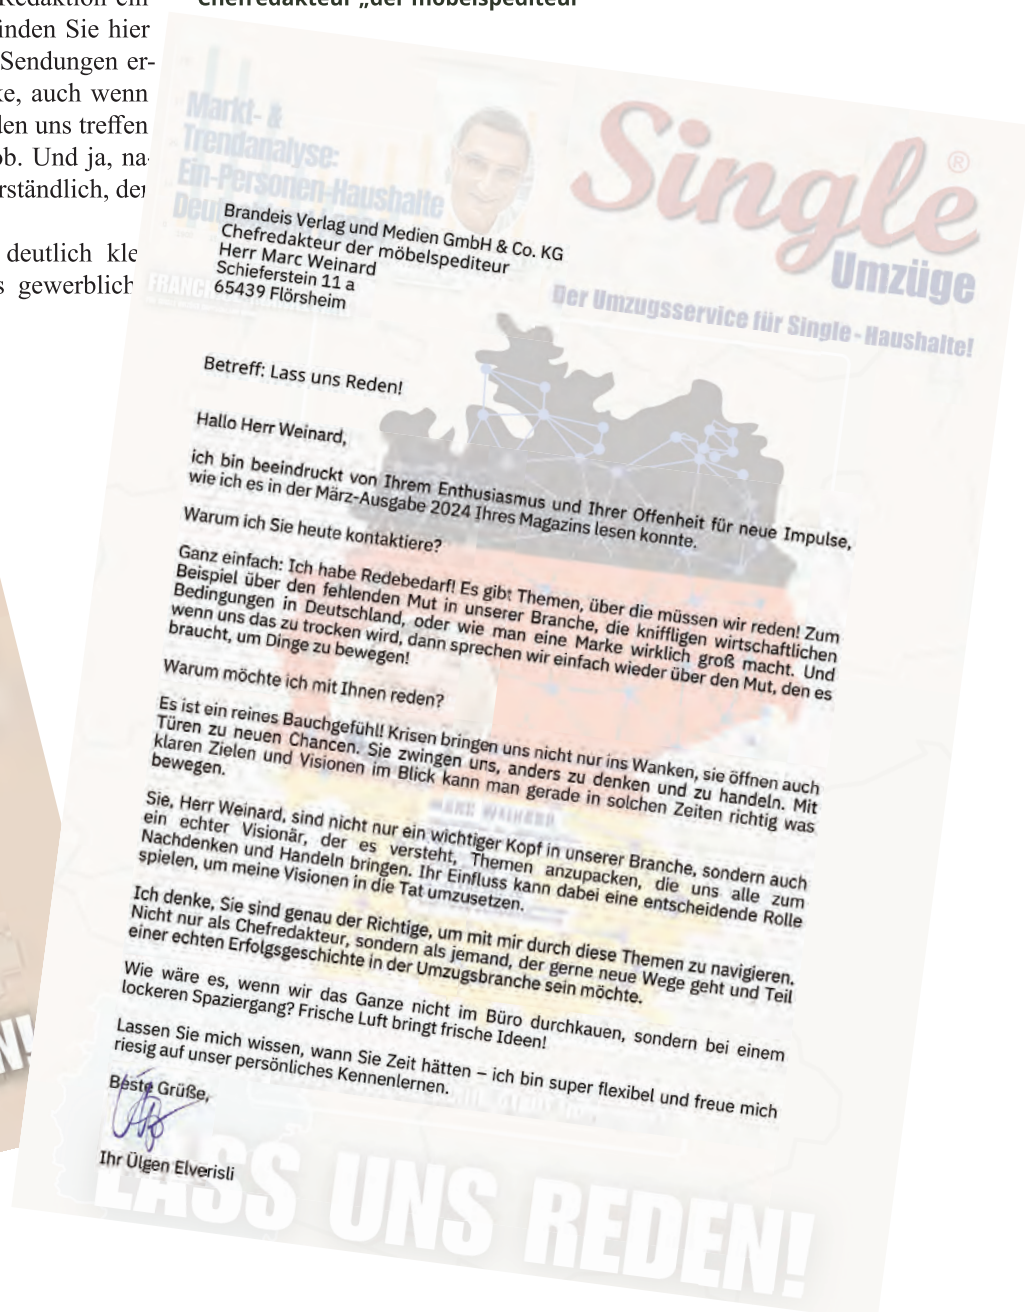 Redaktion ein
Chefredakteur „der möbelspediteur"
finden Sie hier
Sendungen er-
auch wenn
uns treffen
Und ja, na-
den
deutlich
gewerblich
Markt- &
Trendanalyse:
Ein-Personen-Haushalte
Single®
Umzüge
Der Umzugsservice für Single-Haushalte!
Brandeis Verlag und Medien GmbH & Co. KG
Chefredakteur der möbelspediteur
Herr Marc Weinard
Schieferstein 11 a
65439 Flörsheim
Betreff: Lass uns Reden!
Hallo Herr Weinard,
ich bin beeindruckt von Ihrem Enthusiasmus und Ihrer Offenheit für neue Impulse,
wie ich es in der März-Ausgabe 2024 Ihres Magazins lesen konnte.
Warum ich Sie heute kontaktiere?
Ganz einfach: Ich habe Redebedarf! Es gibt Themen, über die müssen wir reden! Zum
Beispiel über den fehlenden Mut in unserer Branche, die kniffligen wirtschaftlichen
Bedingungen in Deutschland, oder wie man eine Marke wirklich groß macht. Und
wenn uns das zu trocken wird, dann sprechen wir einfach wieder über den Mut, den es
braucht, um Dinge zu bewegen!
Warum möchte ich mit Ihnen reden?
Es ist ein reines Bauchgefühl! Krisen bringen uns nicht nur ins Wanken, sie öffnen auch
Türen zu neuen Chancen. Sie zwingen uns, anders zu denken und zu handeln. Mit
klaren Zielen und Visionen im Blick kann man gerade in solchen Zeiten richtig was
bewegen.
Sie, Herr Weinard, sind nicht nur ein wichtiger Kopf in unserer Branche, sondern auch
ein echter Visionär, der es versteht, Themen anzupacken, die uns alle zum
Nachdenken und Handeln bringen. Ihr Einfluss kann dabei eine entscheidende Rolle
spielen, um meine Visionen in die Tat umzusetzen.
Ich denke, Sie sind genau der Richtige, um mit mir durch diese Themen zu navigieren.
Nicht nur als Chefredakteur, sondern als jemand, der gerne neue Wege geht und Teil
einer echten Erfolgsgeschichte in der Umzugsbranche sein möchte.
Wie wäre es, wenn wir das Ganze nicht im Büro durchkauen, sondern bei einem
lockeren Spaziergang? Frische Luft bringt frische Ideen!
Lassen Sie mich wissen, wann Sie Zeit hätten – ich bin super flexibel und freue mich
riesig auf unser persönliches Kennenlernen.
Beste Grüße,
Ihr Ülgen Elverisli
LASS UNS REDEN!